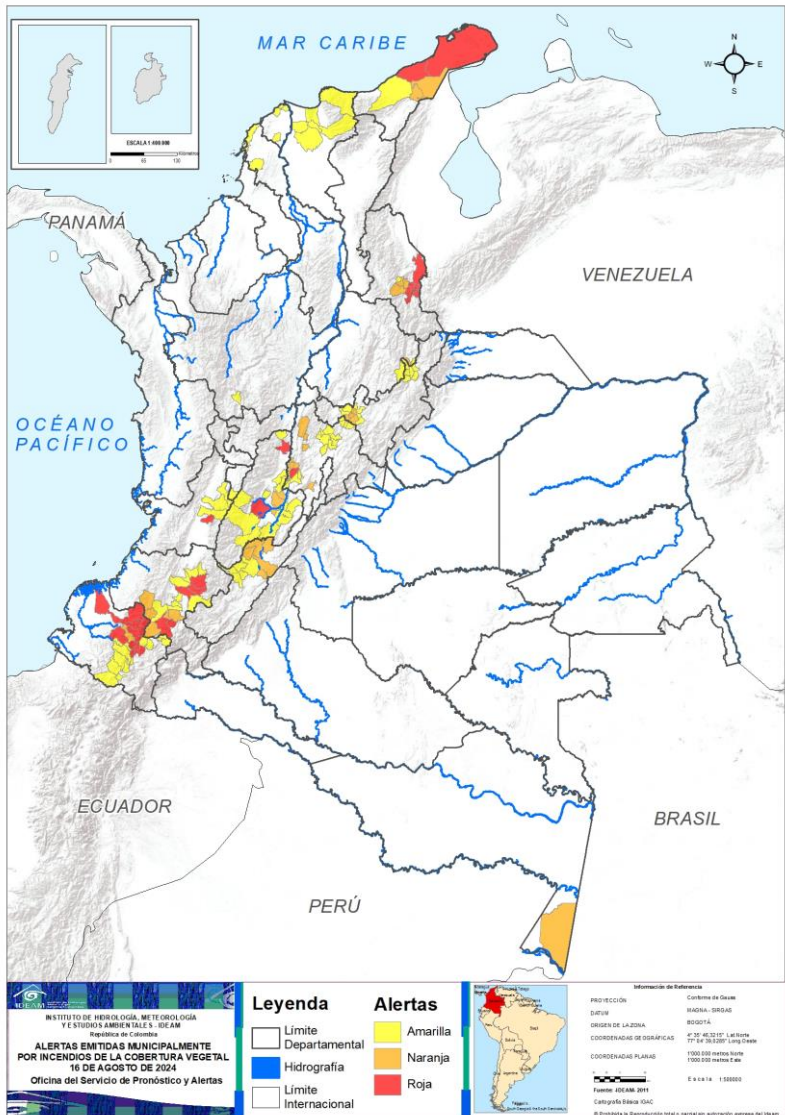 MAR CARIBE
N
W
E
S
ESCALA 1:400.000
PANAMÁ
VENEZUELA
OCÉANO
PACÍFICO
ECUADOR
BRASIL
PERÚ
IDEAM
INSTITUTO DE HIDROLOGÍA, METEOROLOGÍA
Y ESTUDIOS AMBIENTALES - IDEAM
República de Colombia
ALERTAS EMITIDAS MUNICIPALMENTE
POR INCENDIOS DE LA COBERTURA VEGETAL
16 DE AGOSTO DE 2024
Oficina del Servicio de Pronóstico y Alertas
Leyenda
Límite
Departamental
Hidrografía
Límite
Internacional
Alertas
Amarilla
Naranja
Roja
Información de Referencia
PROYECCIÓN
Conforme de Gauss
DATUM
MAGNA - SIRGAS
ORIGEN DE LA ZONA
BOGOTÁ
COORDENADAS GEOGRÁFICAS
COORDENADAS PLANAS
1'000.000 metros Norte
1'000.000 metros Este
Escala
Fuente: IDEAM. 2011
Cartografía Básica IGAC